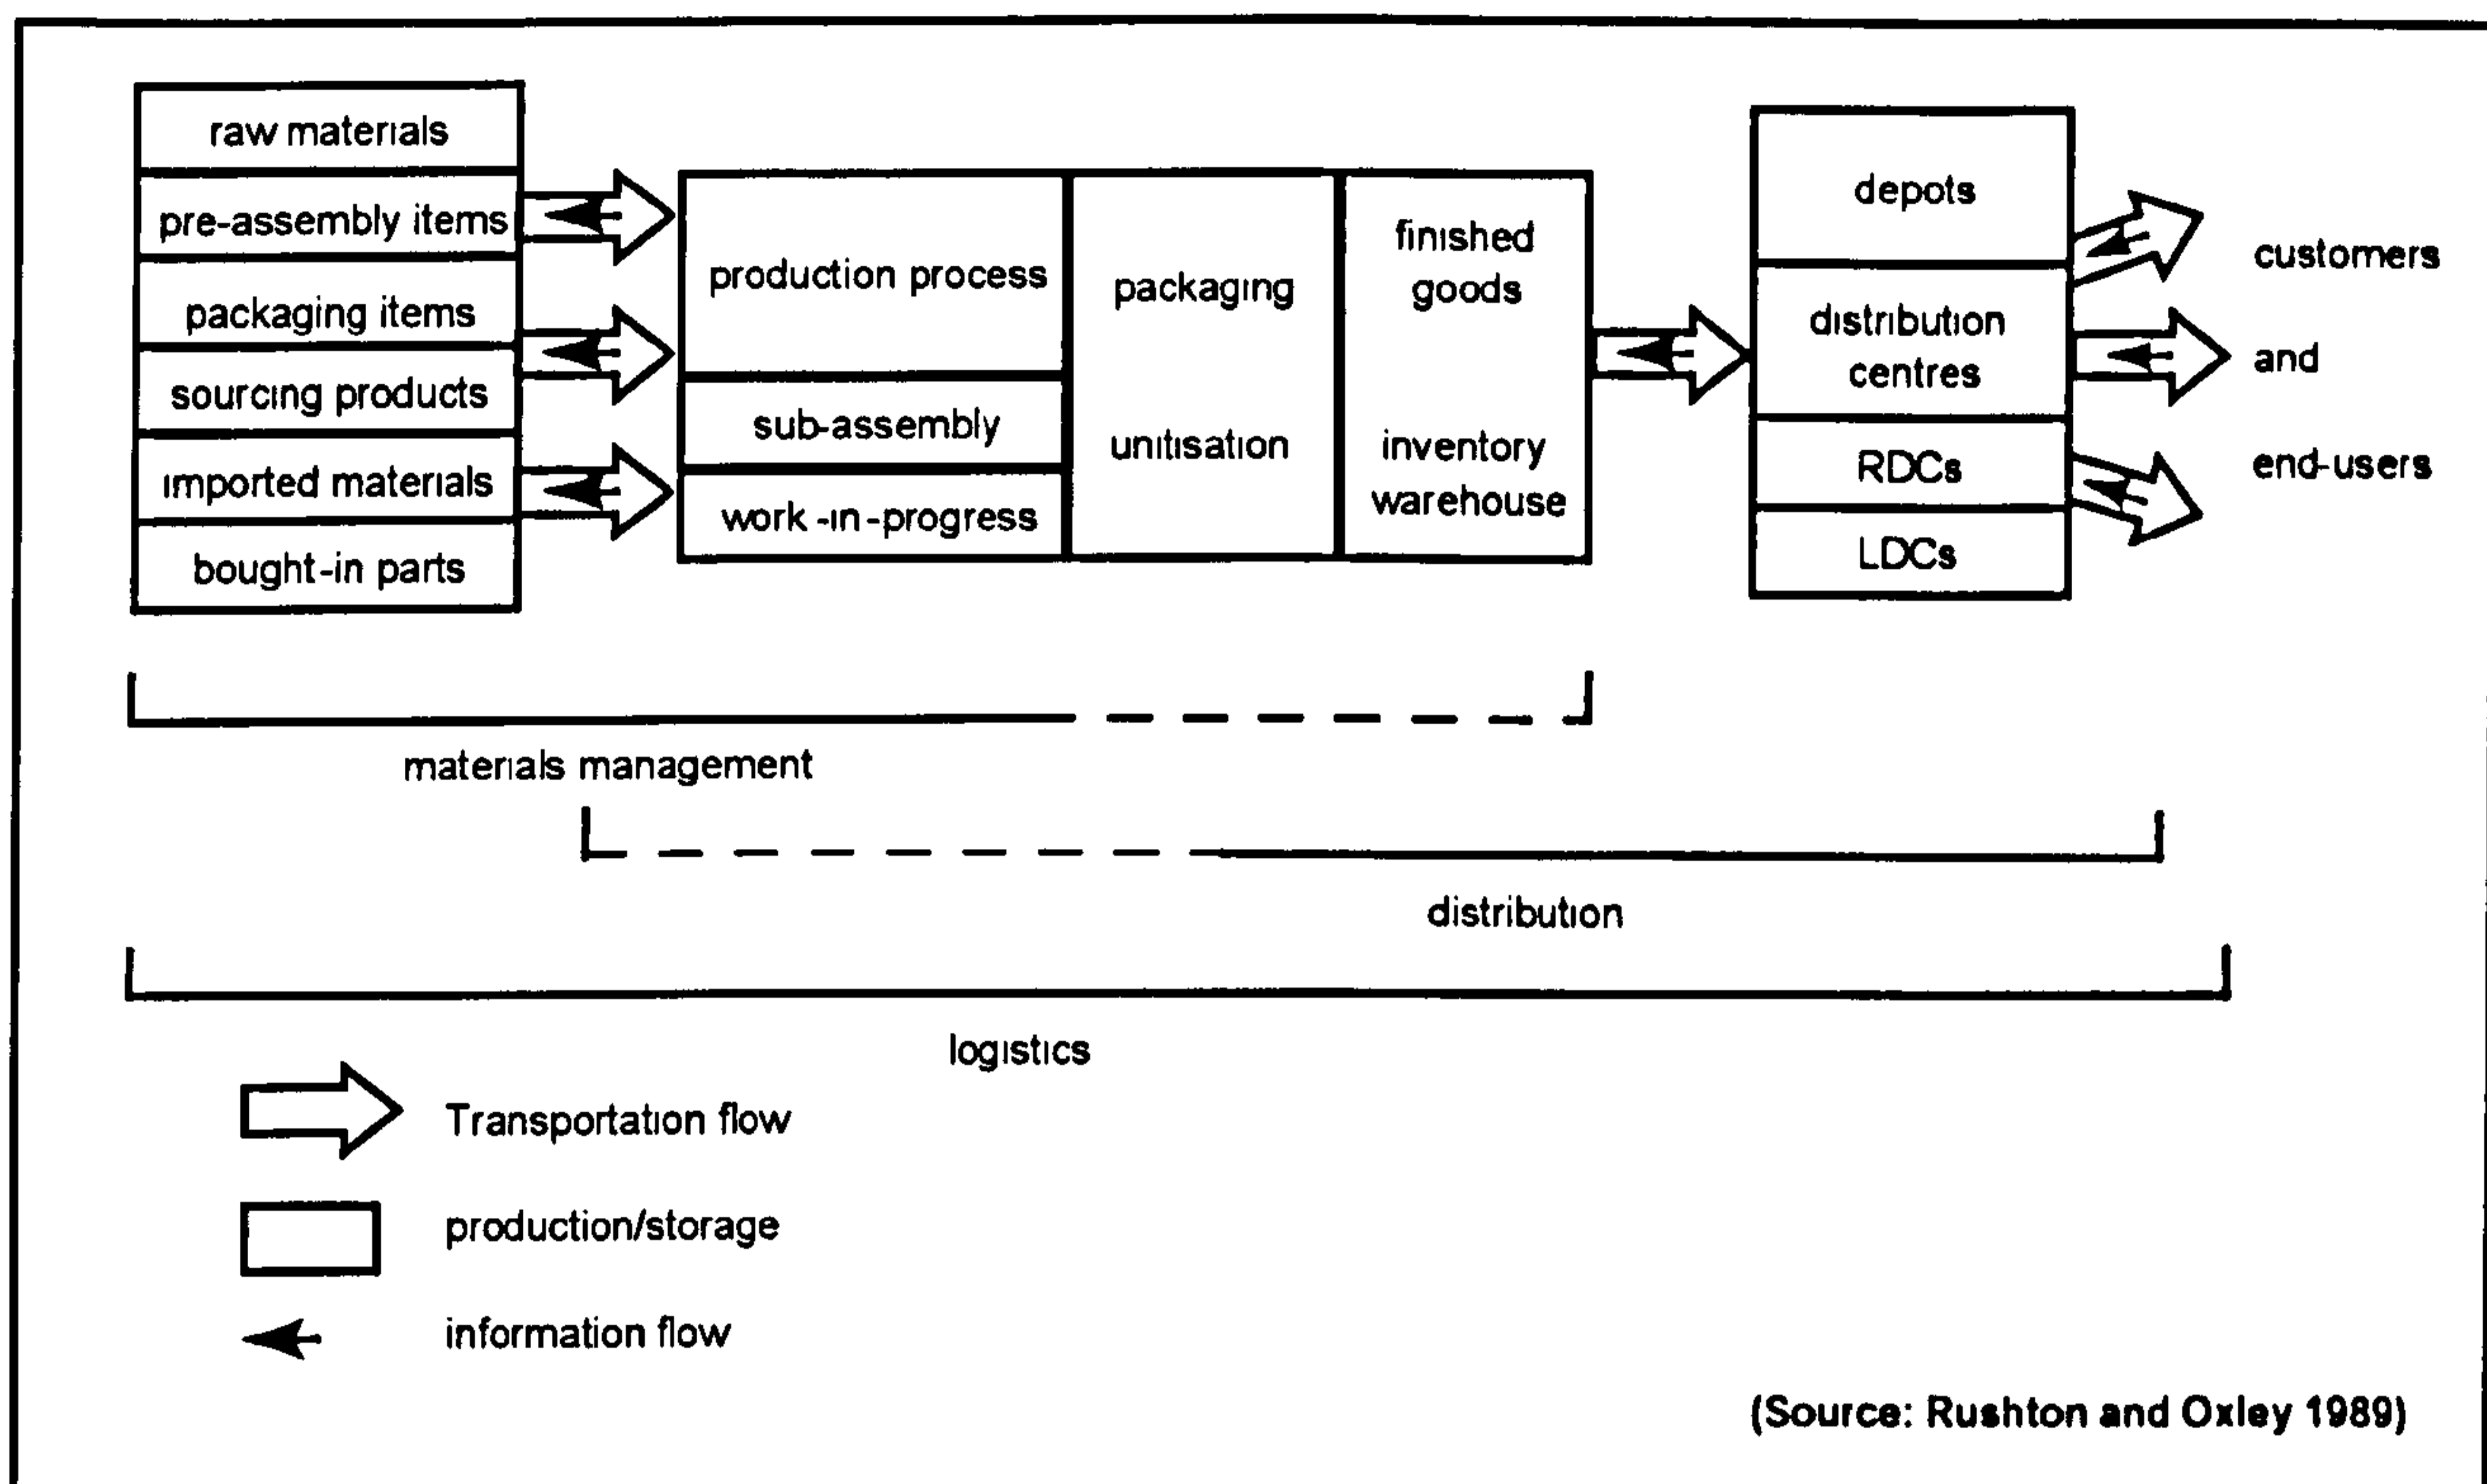 raw materials
pre-assembly items
packaging items
sourcing products
imported materials
bought-in parts
production process
sub-assembly
work-in-progress
packaging
unitisation
finished
goods
inventory
warehouse
depots
distribution
centres
RDCs
LDCs
customers
and
end-users
materials management
distribution
logistics
Transportation flow
production/storage
information flow
(Source: Rushton and Oxley 1989)